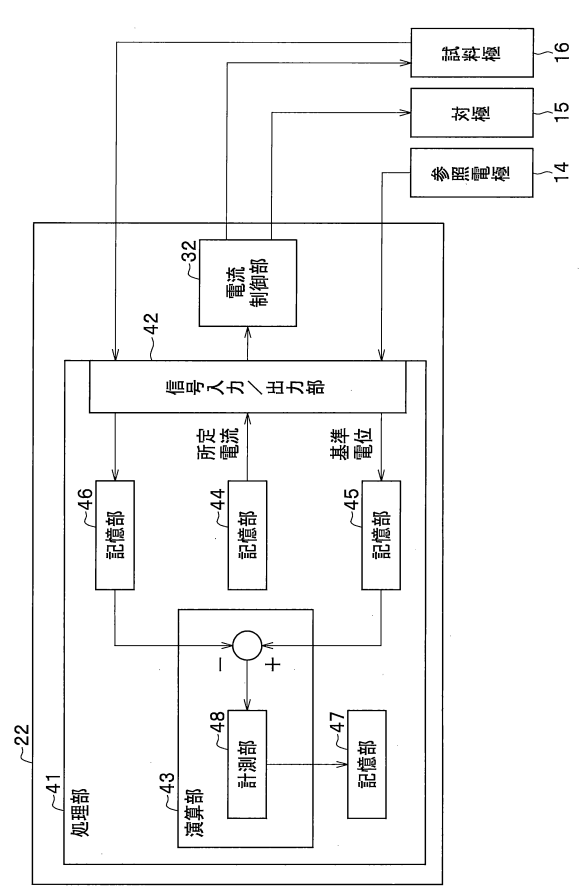 22
41
処理部
43
演算部
48
計測部
47
記憶部
－
＋
46
記憶部
44
記憶部
45
記憶部
所定
電流
基準
電位
42
信号入力／出力部
32
電流
制御部
試料極
16
対極
15
参照電極
14